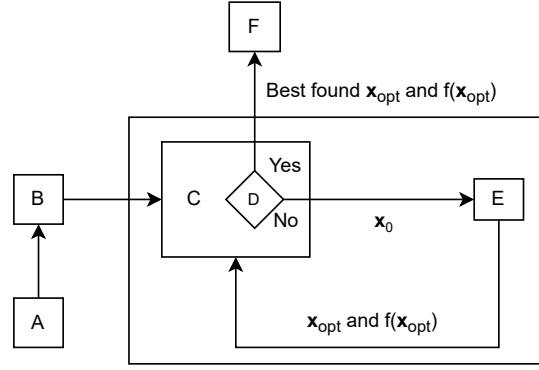 F
Best found x_opt and f(x_opt)
Yes
B
C
D
E
No
x_0
A
x_opt and f(x_opt)